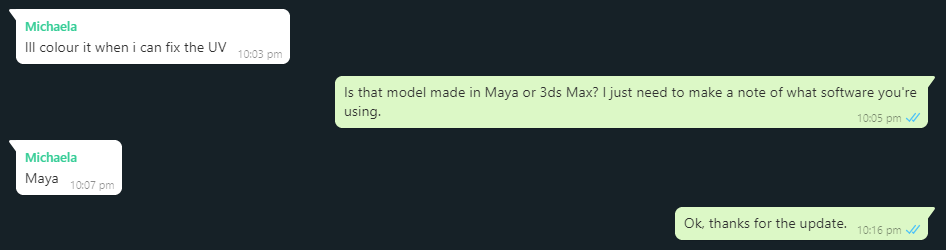 Michaela
Ill colour it when i can fix the UV
10:03 pm
Is that model made in Maya or 3ds Max? I just need to make a note of what software you're
using.
10:05 pm
Michaela
Maya
10:07 pm
Ok, thanks for the update.
10:16 pm